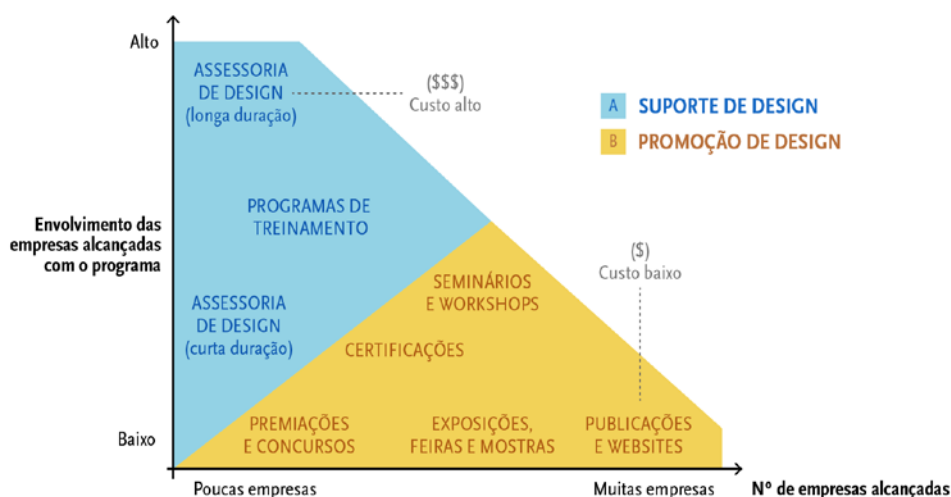 Alto
ASSESSORIA
DE DESIGN
(longa duração)
($$$)
Custo alto
A SUPORTE DE DESIGN
B PROMOÇÃO DE DESIGN
PROGRAMAS DE
TREINAMENTO
Envolvimento das
empresas alcançadas
com o programa
($)
Custo baixo
SEMINÁRIOS
E WORKSHOPS
ASSESSORIA
DE DESIGN
(curta duração)
CERTIFICAÇÕES
PREMIAÇÕES
E CONCURSOS
EXPOSIÇÕES,
FEIRAS E MOSTRAS
PUBLICAÇÕES
E WEBSITES
Baixo
Poucas empresas
Muitas empresas
Nº de empresas alcançadas